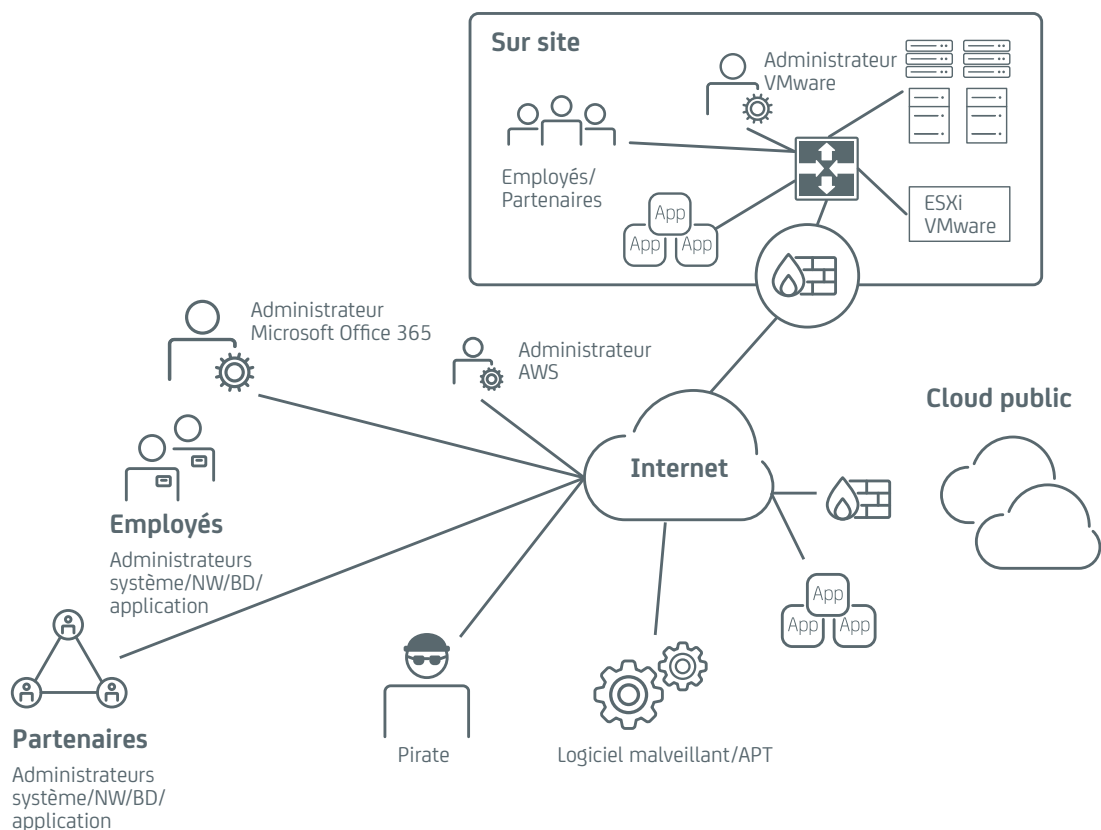 Sur site
Administrateur
VMware
Employés/
Partenaires
App
App
App
ESXi
VMware
Administrateur
Microsoft Office 365
Administrateur
AWS
Cloud public
Internet
Employés
Administrateurs
système/NW/BD/
application
App
App
App
Partenaires
Administrateurs
système/NW/BD/
application
Pirate
Logiciel malveillant/APT